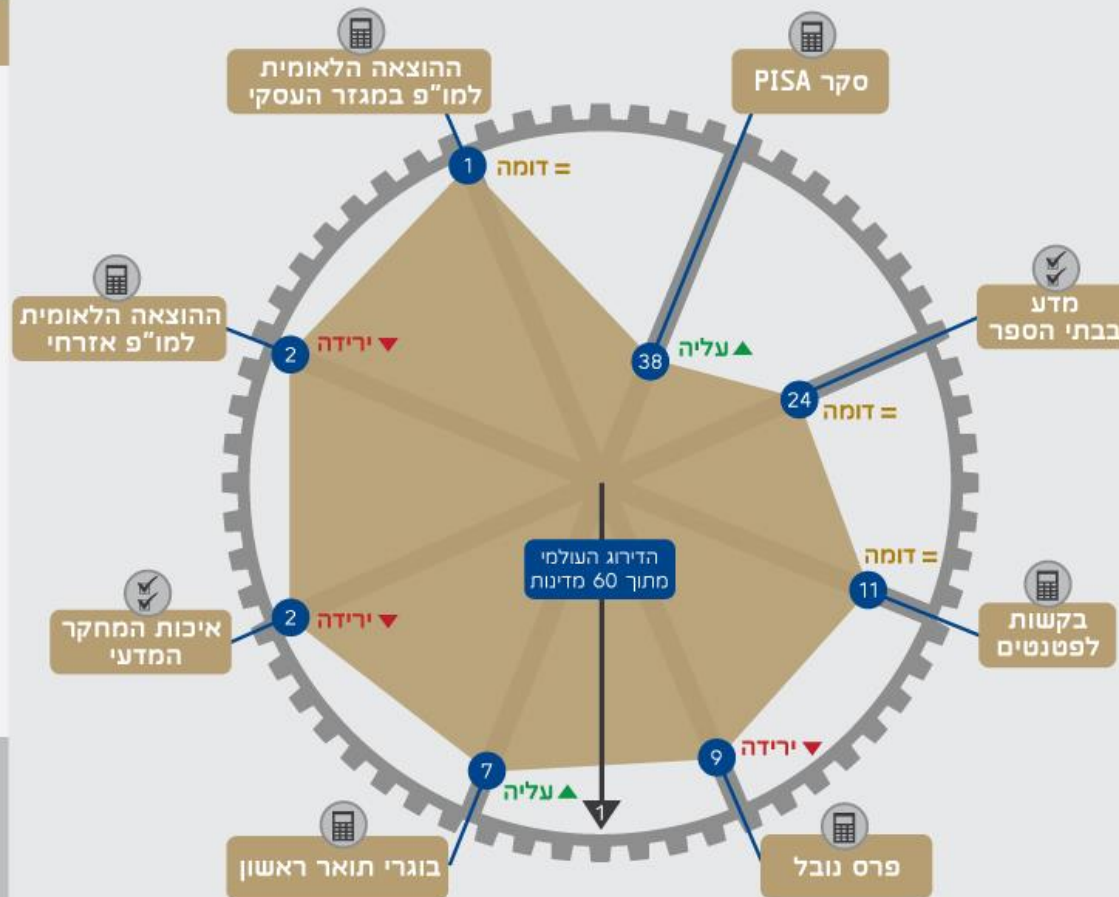 ההוצאה הלאומית
למו"פ במגזר העסקי
סקר PISA
1
= דומה
מדע
בבתי הספר
ההוצאה הלאומית
למו"פ אזרחי
2
▼ ירידה
38
▲ עליה
24
= דומה
הדירוג העולמי
מתוך 60 מדינות
= דומה
11
בקשות
לפטנטים
איכות המחקר
המדעי
2
▼ ירידה
9
▼ ירידה
7
▲ עליה
1
בוגרי תואר ראשון
פרס נובל